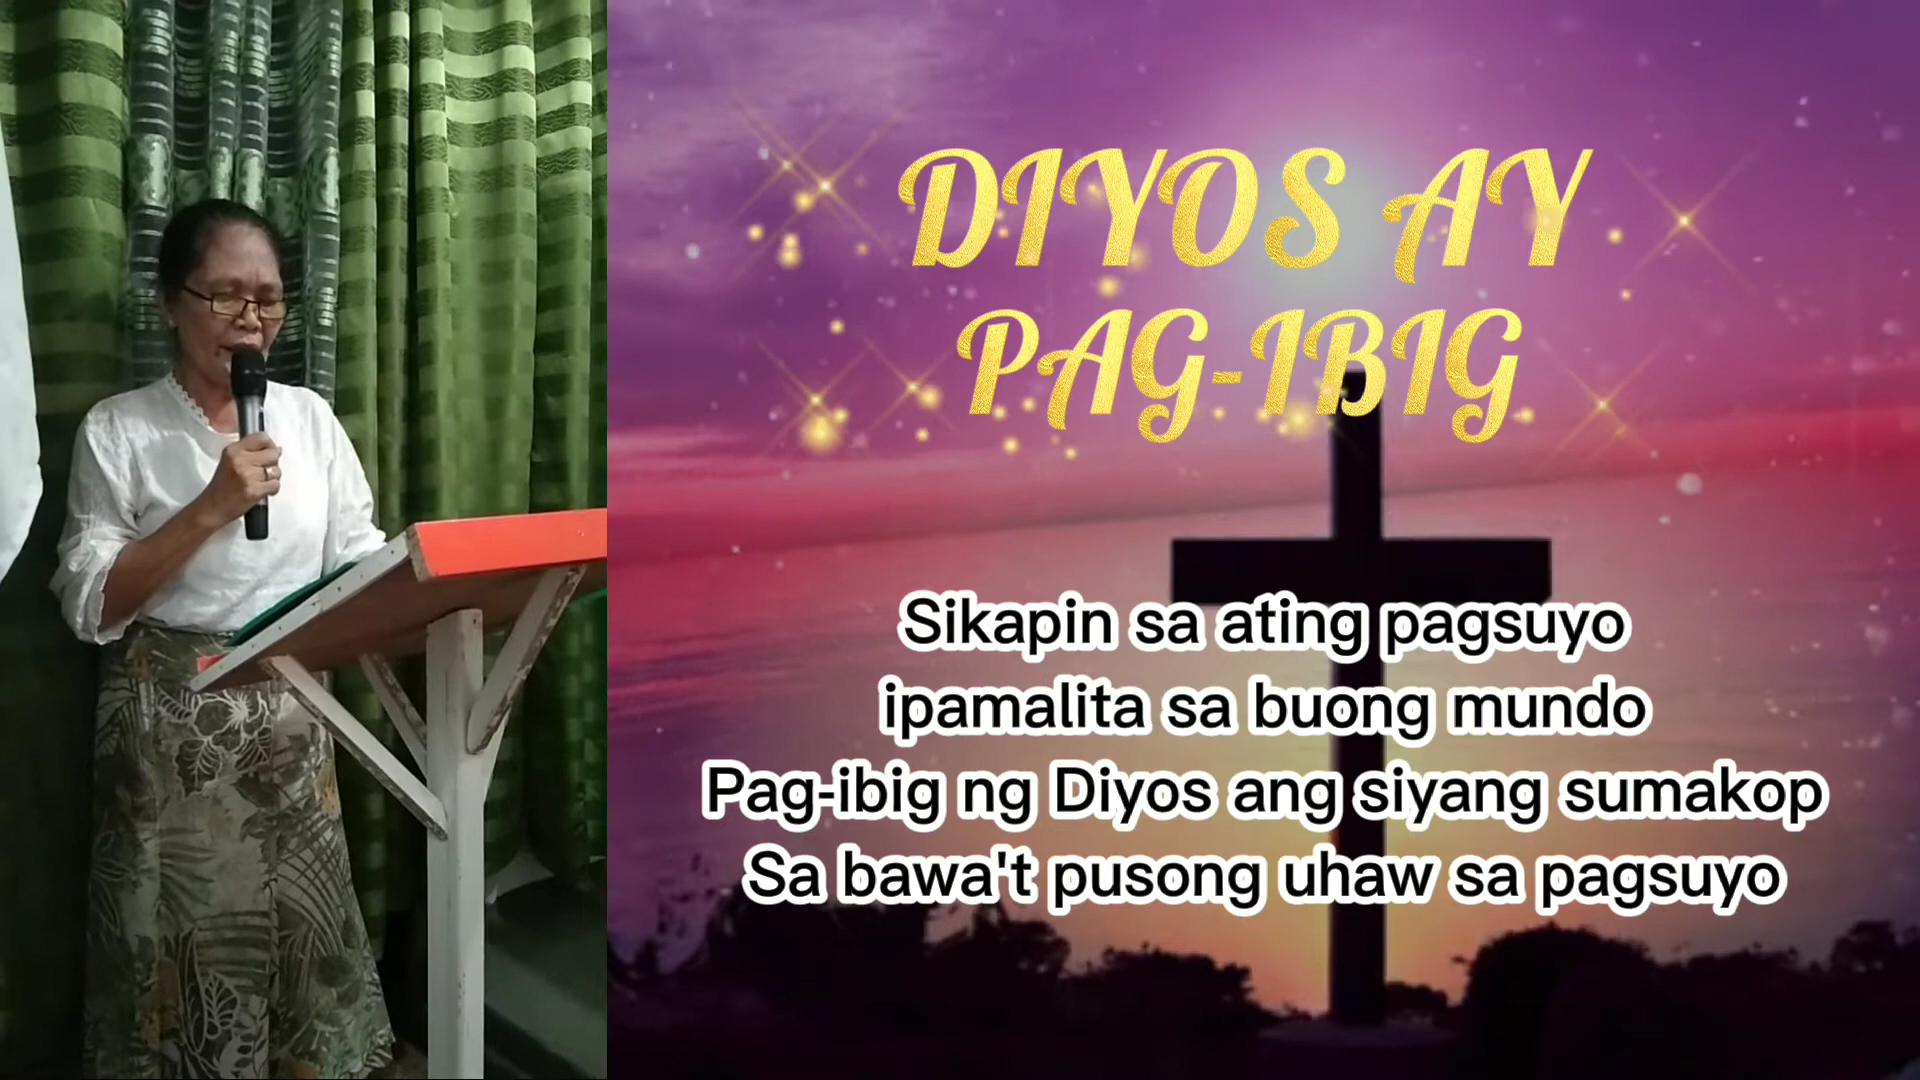 DIYOS AY
PAG-IBIG
Sikapin sa ating pagsuyo
ipamalita sa buong mundo
Pag-ibig ng Diyos ang siyang sumakop
Sa bawa't pusong uhaw sa pagsuyo